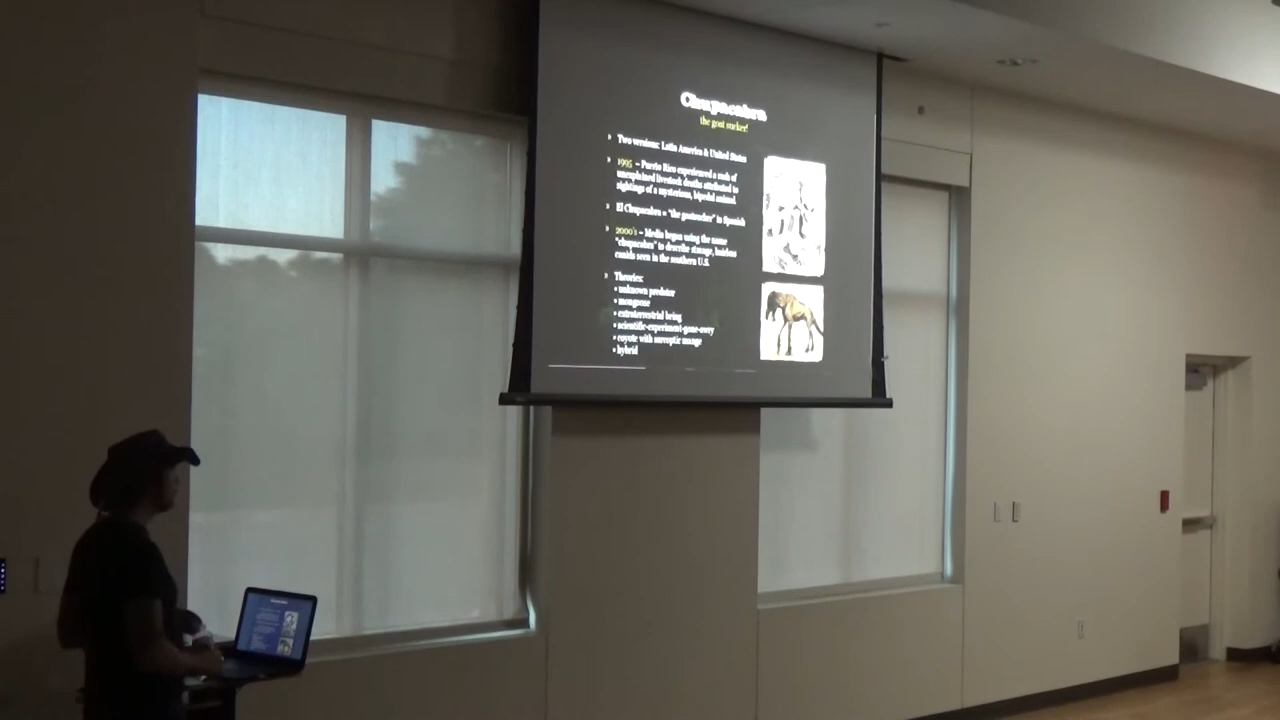 Chupacabra
the goat sucker!
Two versions: Latin America & United States
1995 – Puerto Rico experienced a rash of
unexplained livestock deaths attributed to
sightings of a mysterious, bipedal animal.
El Chupacabra = "the goatsucker" in Spanish
2000's – Media began using the name
"chupacabra" to describe strange, hairless
canids seen in the southern U.S.
Theories:
• unknown predator
• mongoose
• extraterrestrial being
• scientific-experiment-gone-awry
• coyote with sarcoptic mange
• hybrid